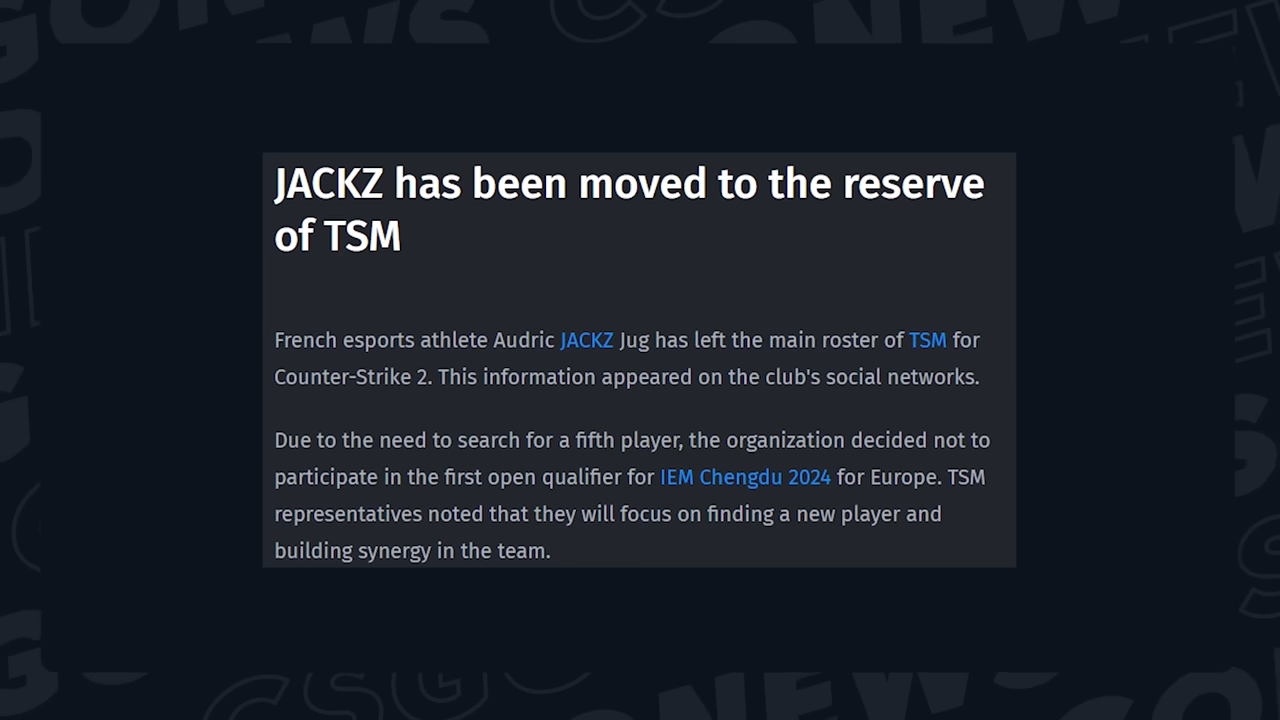 JACKZ has been moved to the reserve
of TSM
French esports athlete Audric JACKZ Jug has left the main roster of TSM for
Counter-Strike 2. This information appeared on the club's social networks.
Due to the need to search for a fifth player, the organization decided not to
participate in the first open qualifier for IEM Chengdu 2024 for Europe. TSM
representatives noted that they will focus on finding a new player and
building synergy in the team.